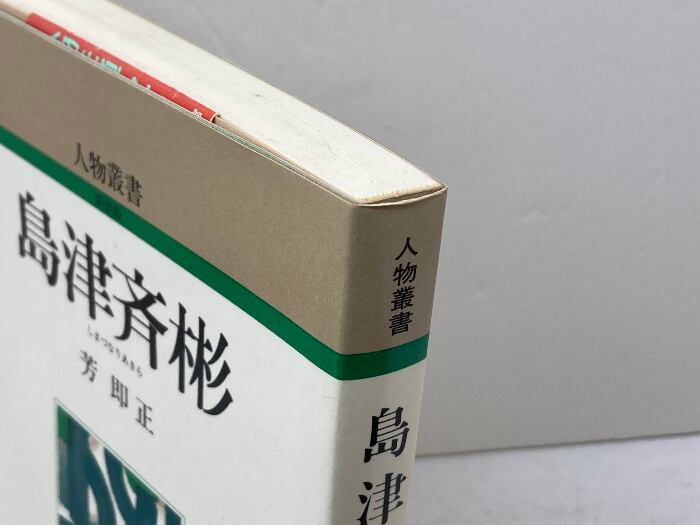 人物叢書
島津斉彬
しまづなりあきら
芳即正
人物叢書
島津